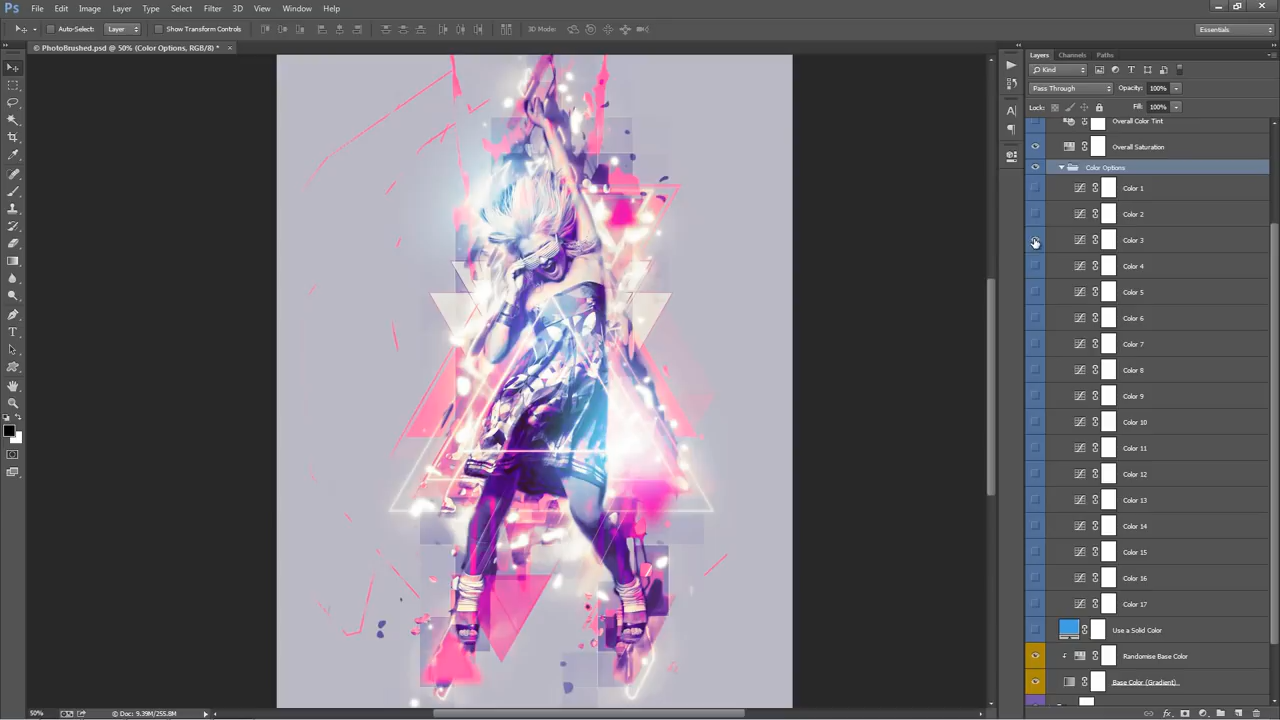 Ps File Edit Image Layer Type Select Filter 3D View Window Help
Auto-Select: Layer Show Transform Controls 3D Mode: Essentials
© PhotoBrushed.psd @ 50% (Color Options, RGB/8) * ×
Layers Channels Paths
Kind
Pass Through Opacity: 100%
Lock: Fill: 100%
Overall Color Tint
Overall Saturation
Color Options
Color 1
Color 2
Color 3
Color 4
Color 5
Color 6
Color 7
Color 8
Color 9
Color 10
Color 11
Color 12
Color 13
Color 14
Color 15
Color 16
Color 17
Use a Solid Color
Randomise Base Color
Base Color (Gradient)
50% Doc: 9.39M/255.8M